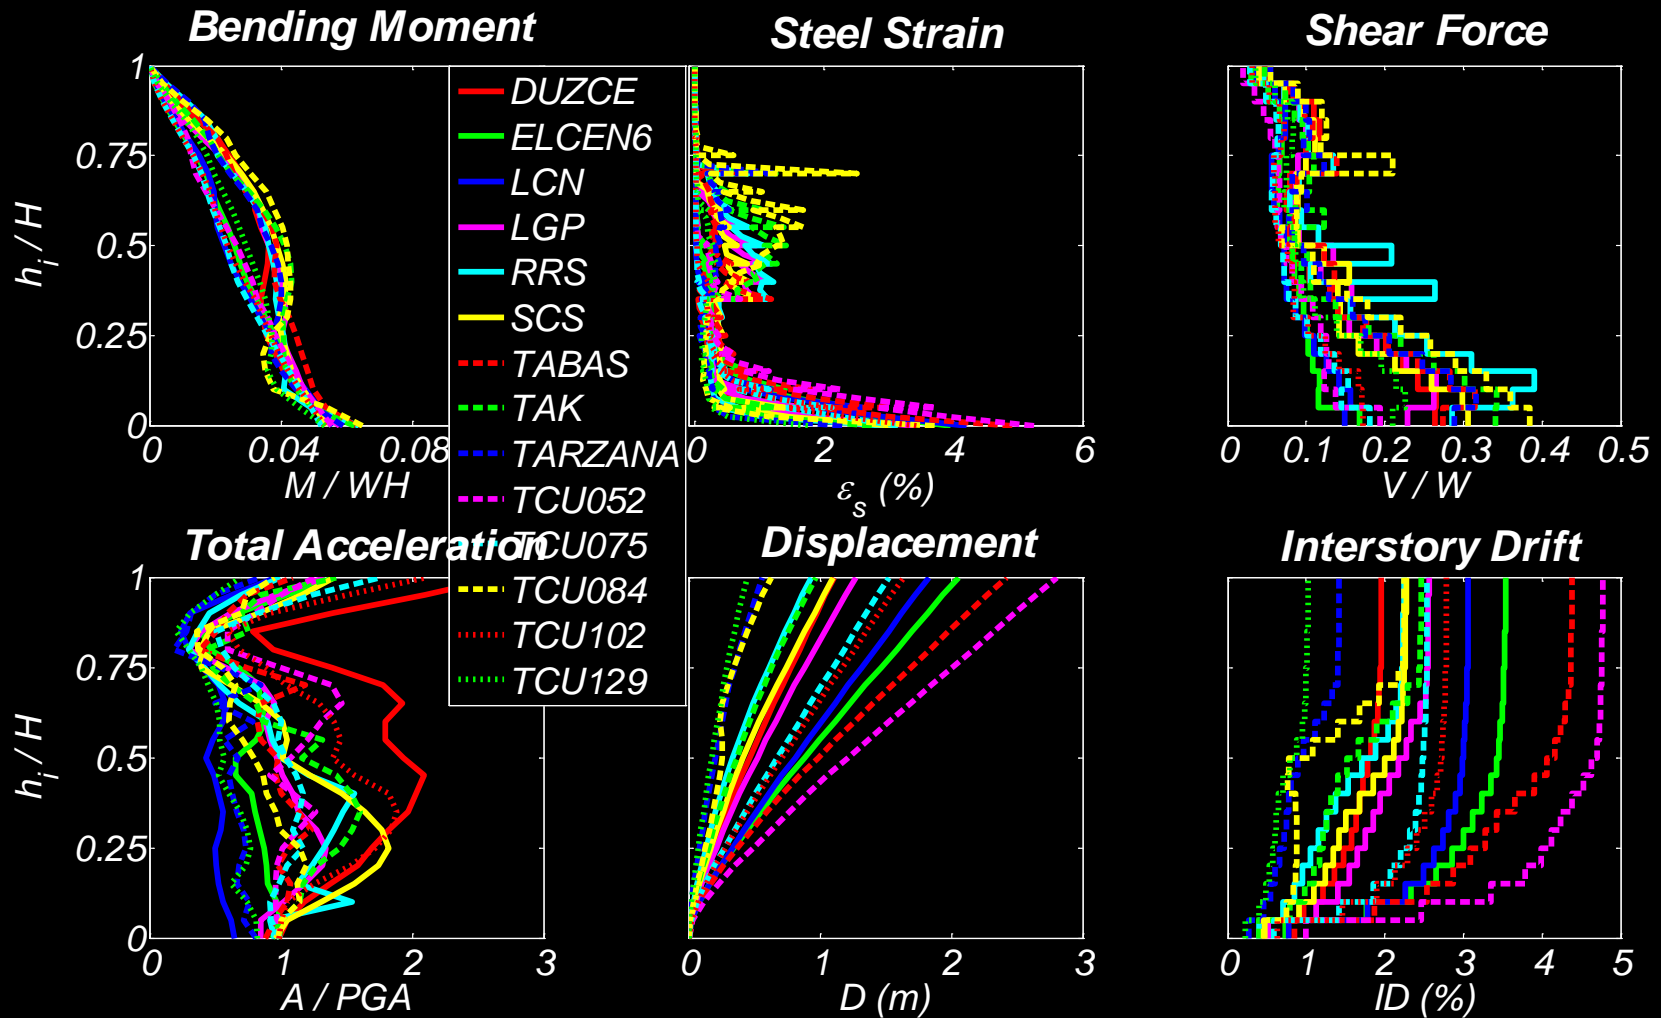 Bending Moment
Steel Strain
Shear Force
1
0.75
0.5
0.25
0
h_i / H
0 0.04 0.08
M / WH
DUZCE
ELCEN6
LCN
LGP
RRS
SCS
TABAS
TAK
TARZANA
TCU052
TCU075
TCU084
TCU102
TCU129
0 2 4 6
ε_s (%)
0 0.1 0.2 0.3 0.4 0.5
V / W
Total Acceleration
Displacement
Interstory Drift
1
0.75
0.5
0.25
0
h_i / H
0 1 2 3
A / PGA
0 1 2 3
D (m)
0 1 2 3 4 5
ID (%)